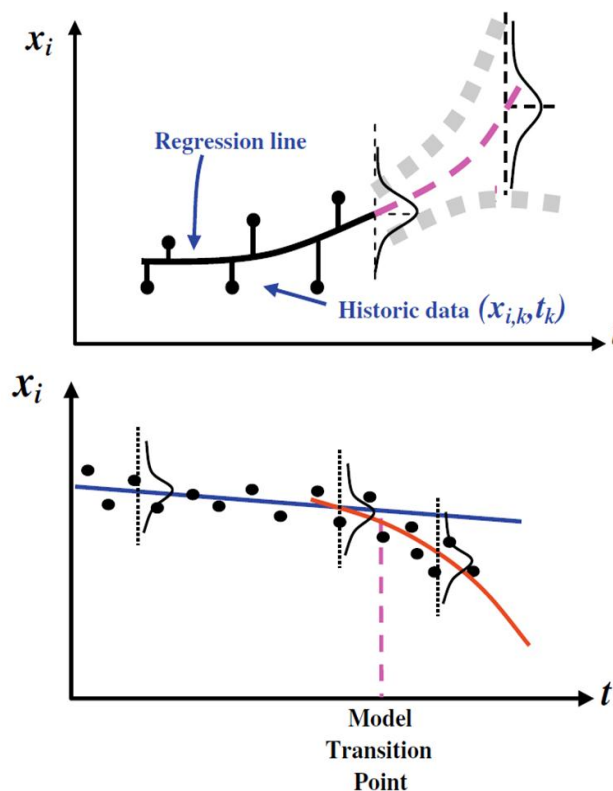 xᵢ
Regression line
Historic data (xᵢ,ₖ,tₖ)
xᵢ
t
Model
Transition
Point